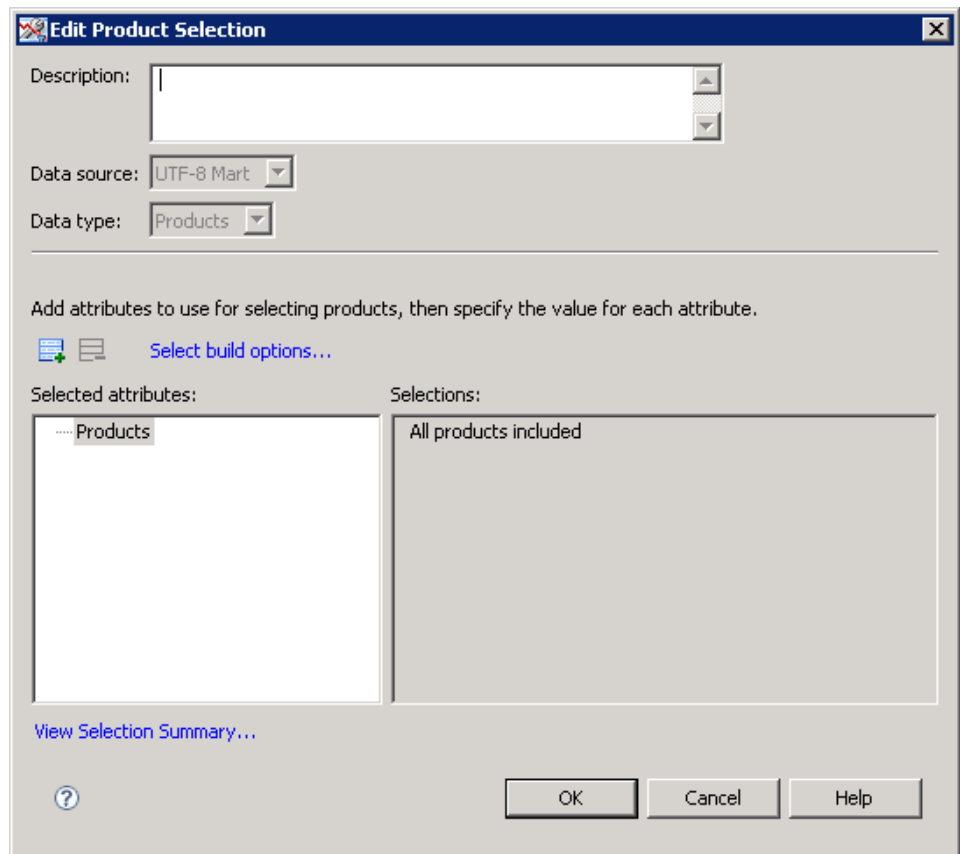 Edit Product Selection
Description:
Data source: UTF-8 Mart
Data type: Products
Add attributes to use for selecting products, then specify the value for each attribute.
Select build options...
Selected attributes: Selections:
Products All products included
View Selection Summary...
? OK Cancel Help